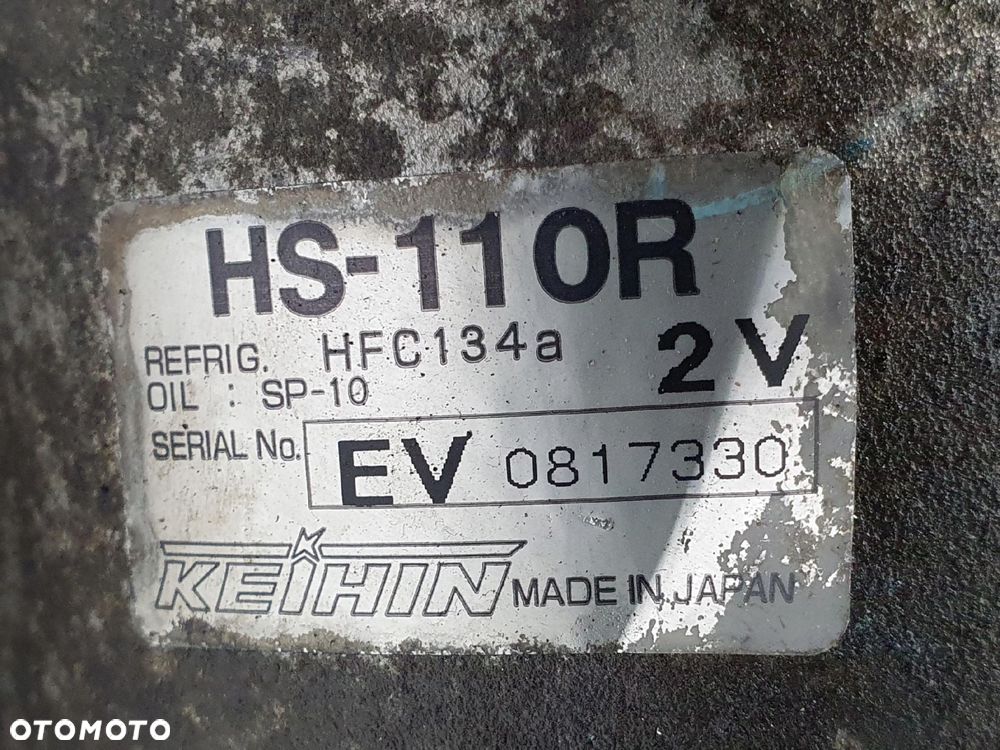 HS-110R
REFRIG. HFC134a 2V
OIL : SP-10
SERIAL No. EV 0817330
KEIHIN MADE IN JAPAN
OTOMOTO